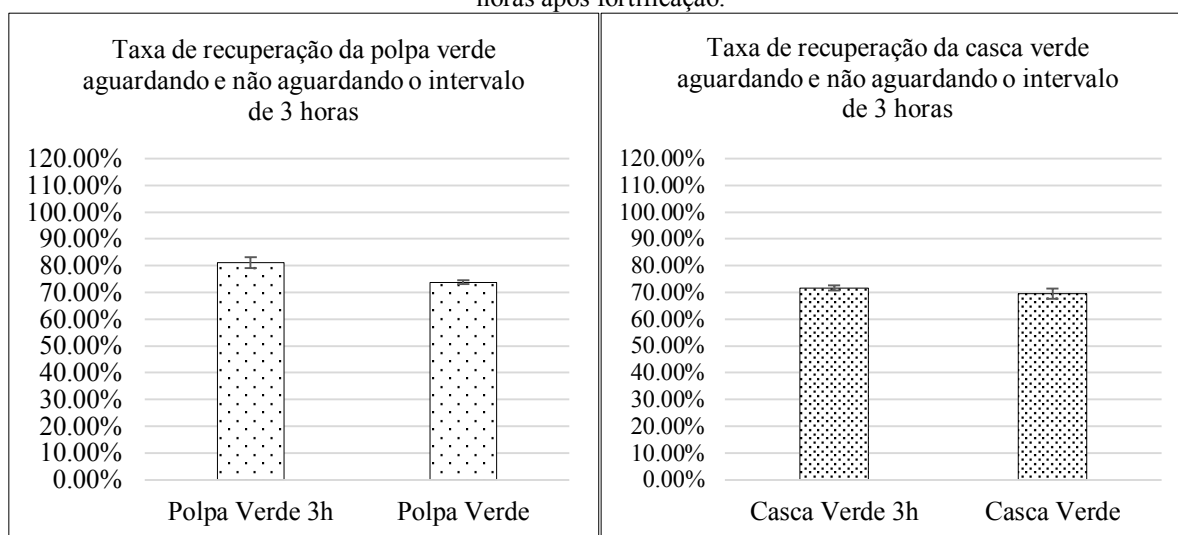 horas após fortificação.
Taxa de recuperação da polpa verde
aguardando e não aguardando o intervalo
de 3 horas
120.00%
110.00%
100.00%
90.00%
80.00%
70.00%
60.00%
50.00%
40.00%
30.00%
20.00%
10.00%
0.00%
Polpa Verde 3h
Polpa Verde
Taxa de recuperação da casca verde
aguardando e não aguardando o intervalo
de 3 horas
120.00%
110.00%
100.00%
90.00%
80.00%
70.00%
60.00%
50.00%
40.00%
30.00%
20.00%
10.00%
0.00%
Casca Verde 3h
Casca Verde